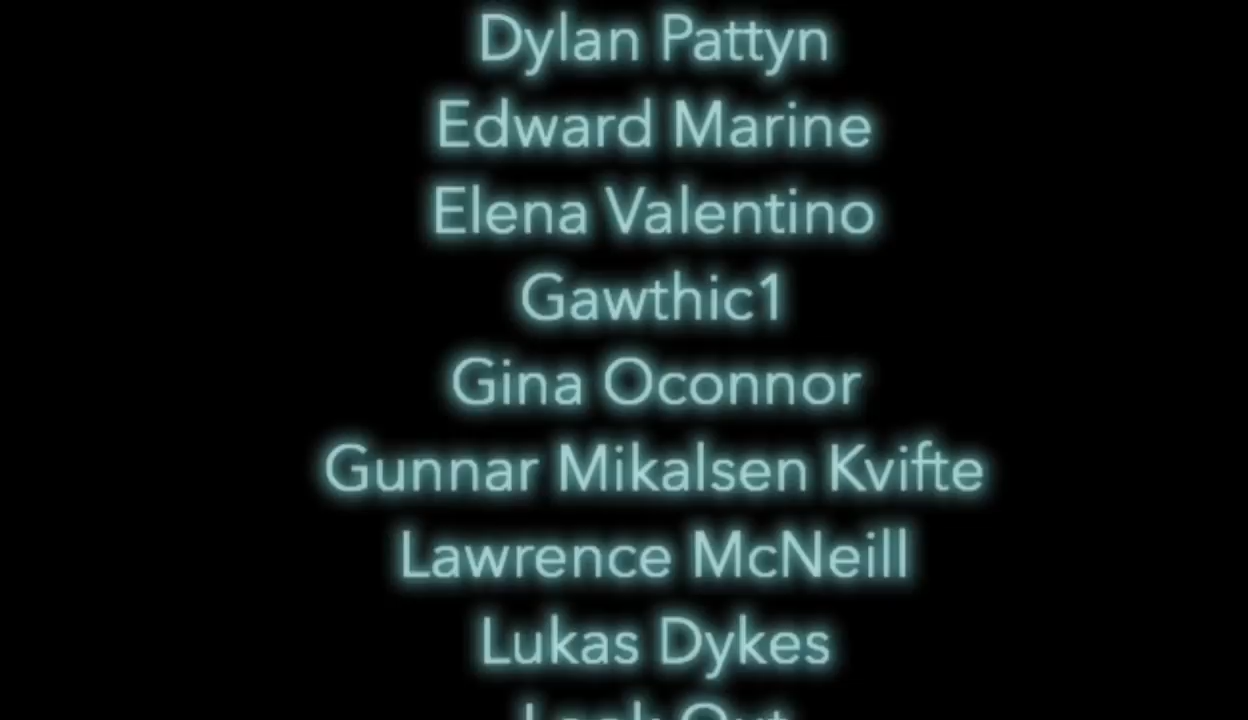 Dylan Pattyn
Edward Marine
Elena Valentino
Gawthic1
Gina Oconnor
Gunnar Mikalsen Kvifte
Lawrence McNeill
Lukas Dykes